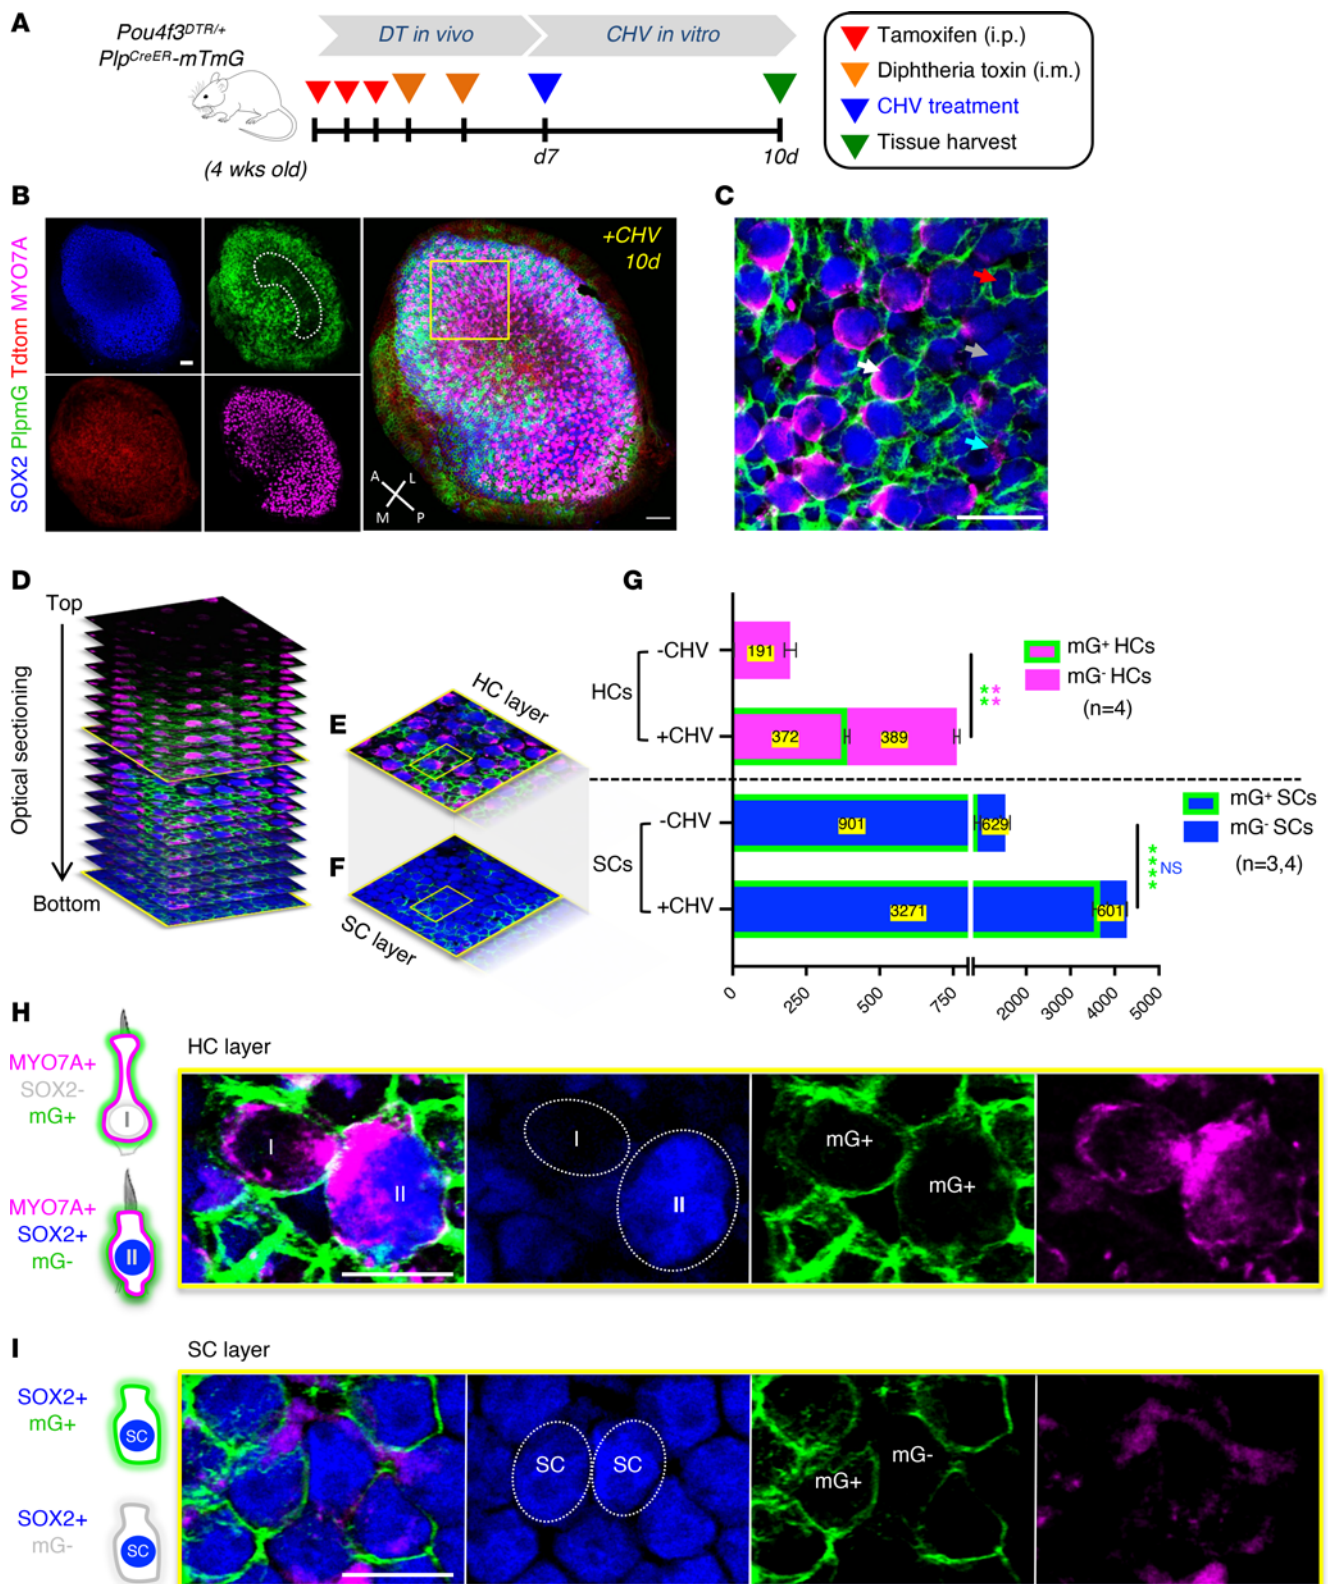 A
Pou4f3DTR/+
PlpCreER-mTmG
(4 wks old)
DT in vivo
CHV in vitro
d7
10d
Tamoxifen (i.p.)
Diphtheria toxin (i.m.)
CHV treatment
Tissue harvest
B
SOX2 PlpmG Tdtom MYO7A
+CHV
10d
A L
M P
C
D
Top
Optical sectioning
Bottom
E
HC layer
F
SC layer
G
HCs
-CHV
191
+CHV
372
389
**
**
mG+ HCs
mG- HCs
(n=4)
SCs
-CHV
901
629
+CHV
3271
601
****
NS
mG+ SCs
mG- SCs
(n=3,4)
0
250
500
750
2000
3000
4000
5000
H
HC layer
MYO7A+
SOX2-
mG+
I
MYO7A+
SOX2+
mG-
II
I
II
I
II
mG+
mG+
I
SC layer
SOX2+
mG+
SC
SOX2+
mG-
SC
SC
SC
mG-
mG+